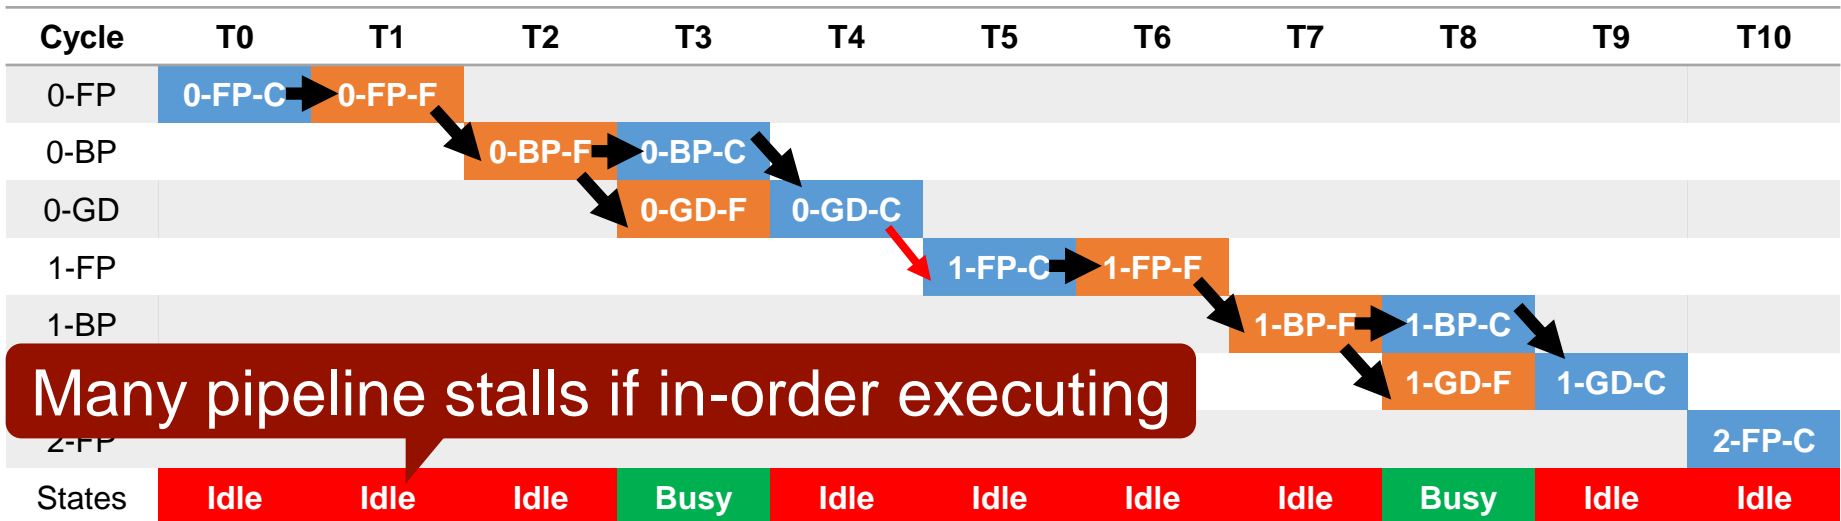 Cycle T0 T1 T2 T3 T4 T5 T6 T7 T8 T9 T10
0-FP 0-FP-C 0-FP-F
0-BP 0-BP-F 0-BP-C
0-GD 0-GD-F 0-GD-C
1-FP 1-FP-C 1-FP-F
1-BP 1-BP-F 1-BP-C
Many pipeline stalls if in-order executing 1-GD-F 1-GD-C
2-FP 2-FP-C
States Idle Idle Idle Busy Idle Idle Idle Idle Busy Idle Idle